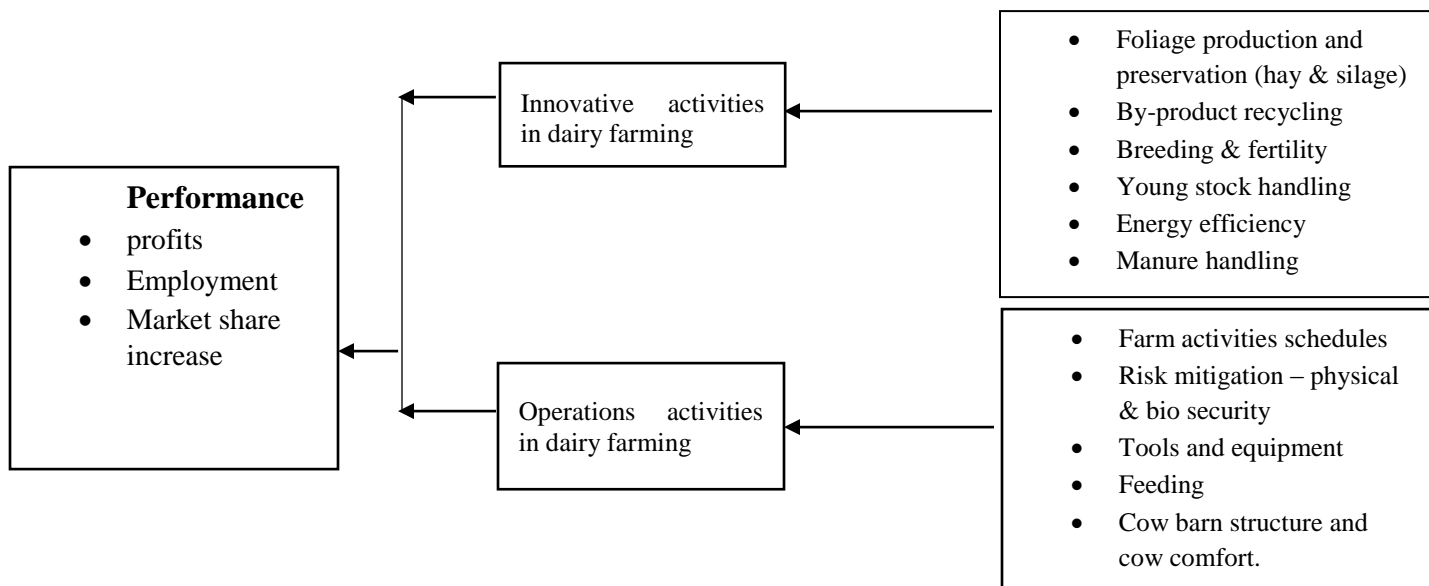 Performance
• profits
• Employment
• Market share
increase
Innovative activities
in dairy farming
Operations activities
in dairy farming
• Foliage production and
preservation (hay & silage)
• By-product recycling
• Breeding & fertility
• Young stock handling
• Energy efficiency
• Manure handling
• Farm activities schedules
• Risk mitigation – physical
& bio security
• Tools and equipment
• Feeding
• Cow barn structure and
cow comfort.